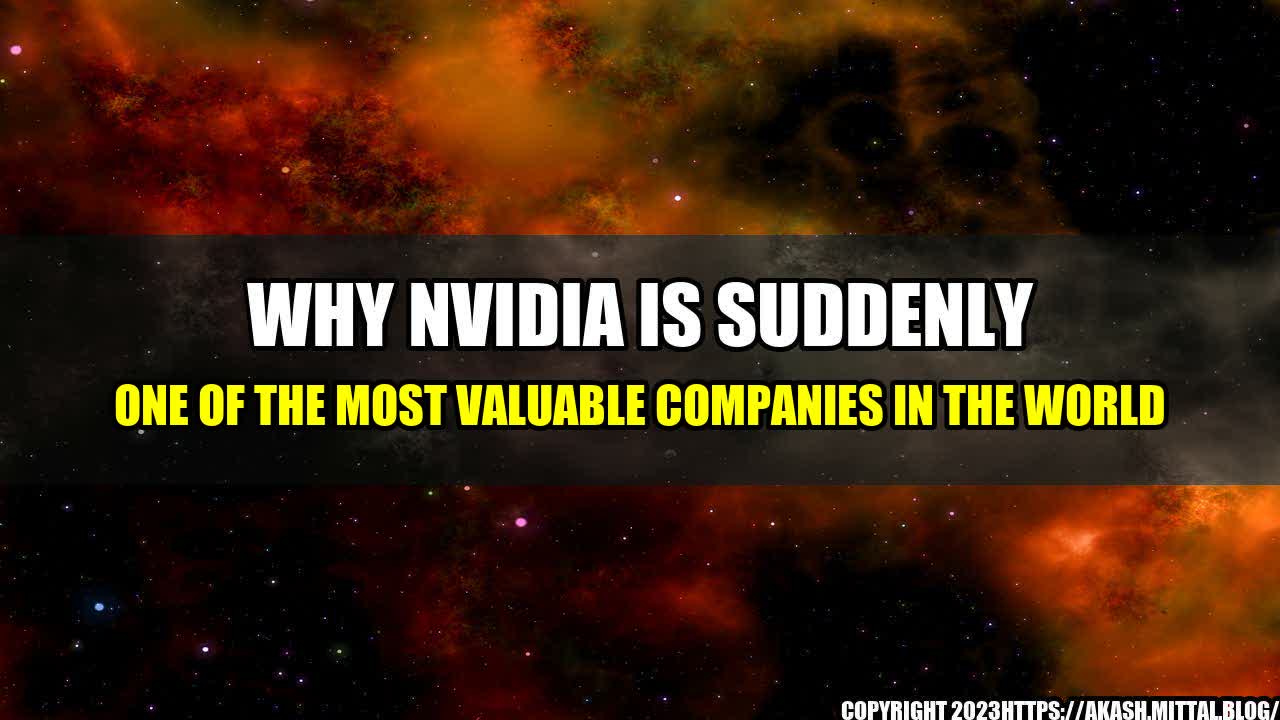 WHY NVIDIA IS SUDDENLY
ONE OF THE MOST VALUABLE COMPANIES IN THE WORLD
COPYRIGHT 2023HTTPS://AKASH.MITTAL.BLOG/